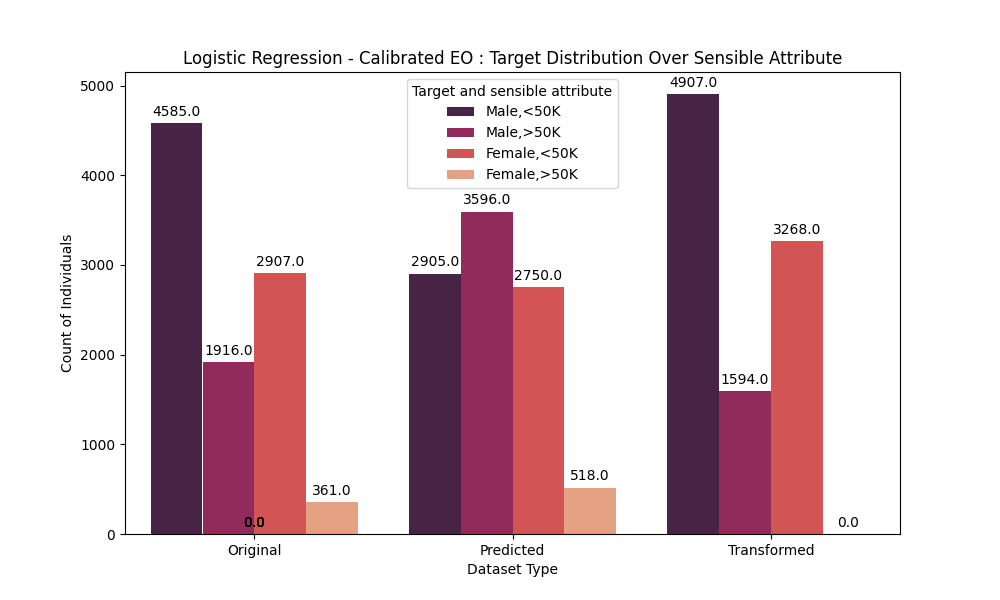 Logistic Regression - Calibrated EO : Target Distribution Over Sensible Attribute
Target and sensible attribute
Male,<50K
Male,>50K
Female,<50K
Female,>50K
Count of Individuals
5000
4000
3000
2000
1000
0
4585.0
1916.0
2907.0
361.0
0.0
0.0
2905.0
3596.0
2750.0
518.0
4907.0
1594.0
3268.0
0.0
Original
Predicted
Transformed
Dataset Type